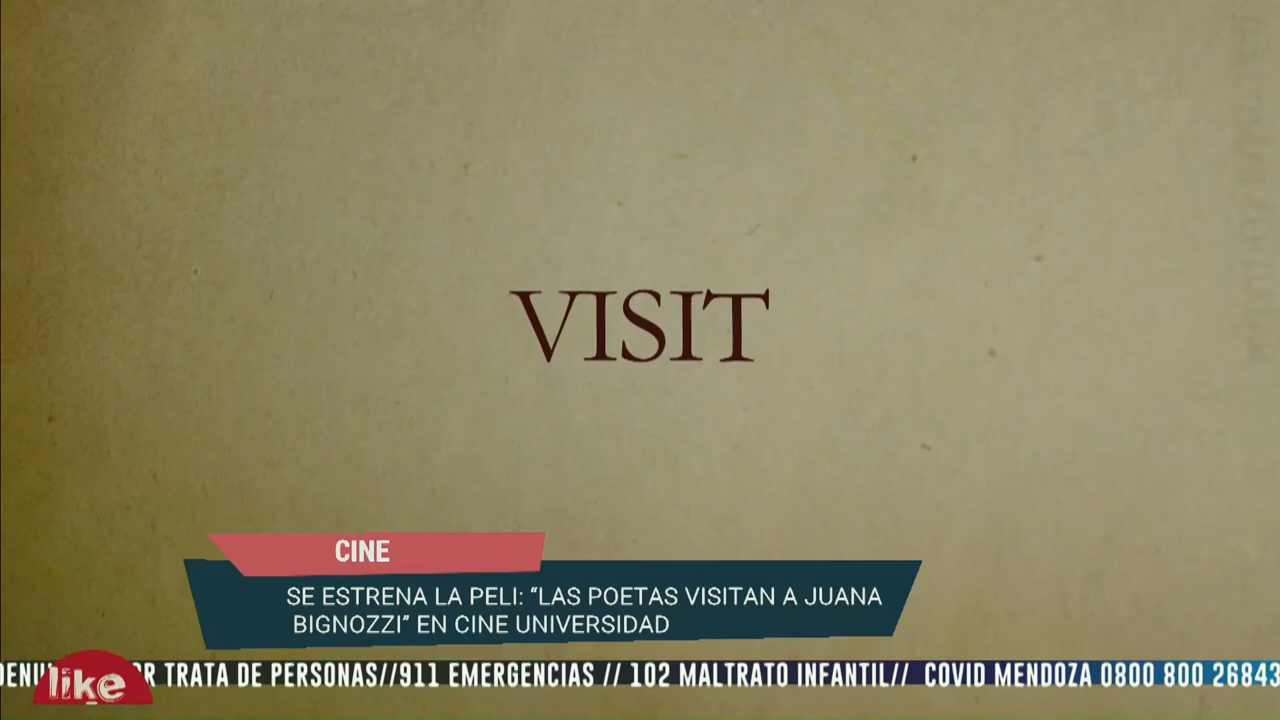 VISIT
CINE
SE ESTRENA LA PELI: “LAS POETAS VISITAN A JUANA
BIGNOZZI” EN CINE UNIVERSIDAD
TRATA DE PERSONAS//911 EMERGENCIAS // 102 MALTRATO INFANTIL// COVID MENDOZA 0800 800 26843
like